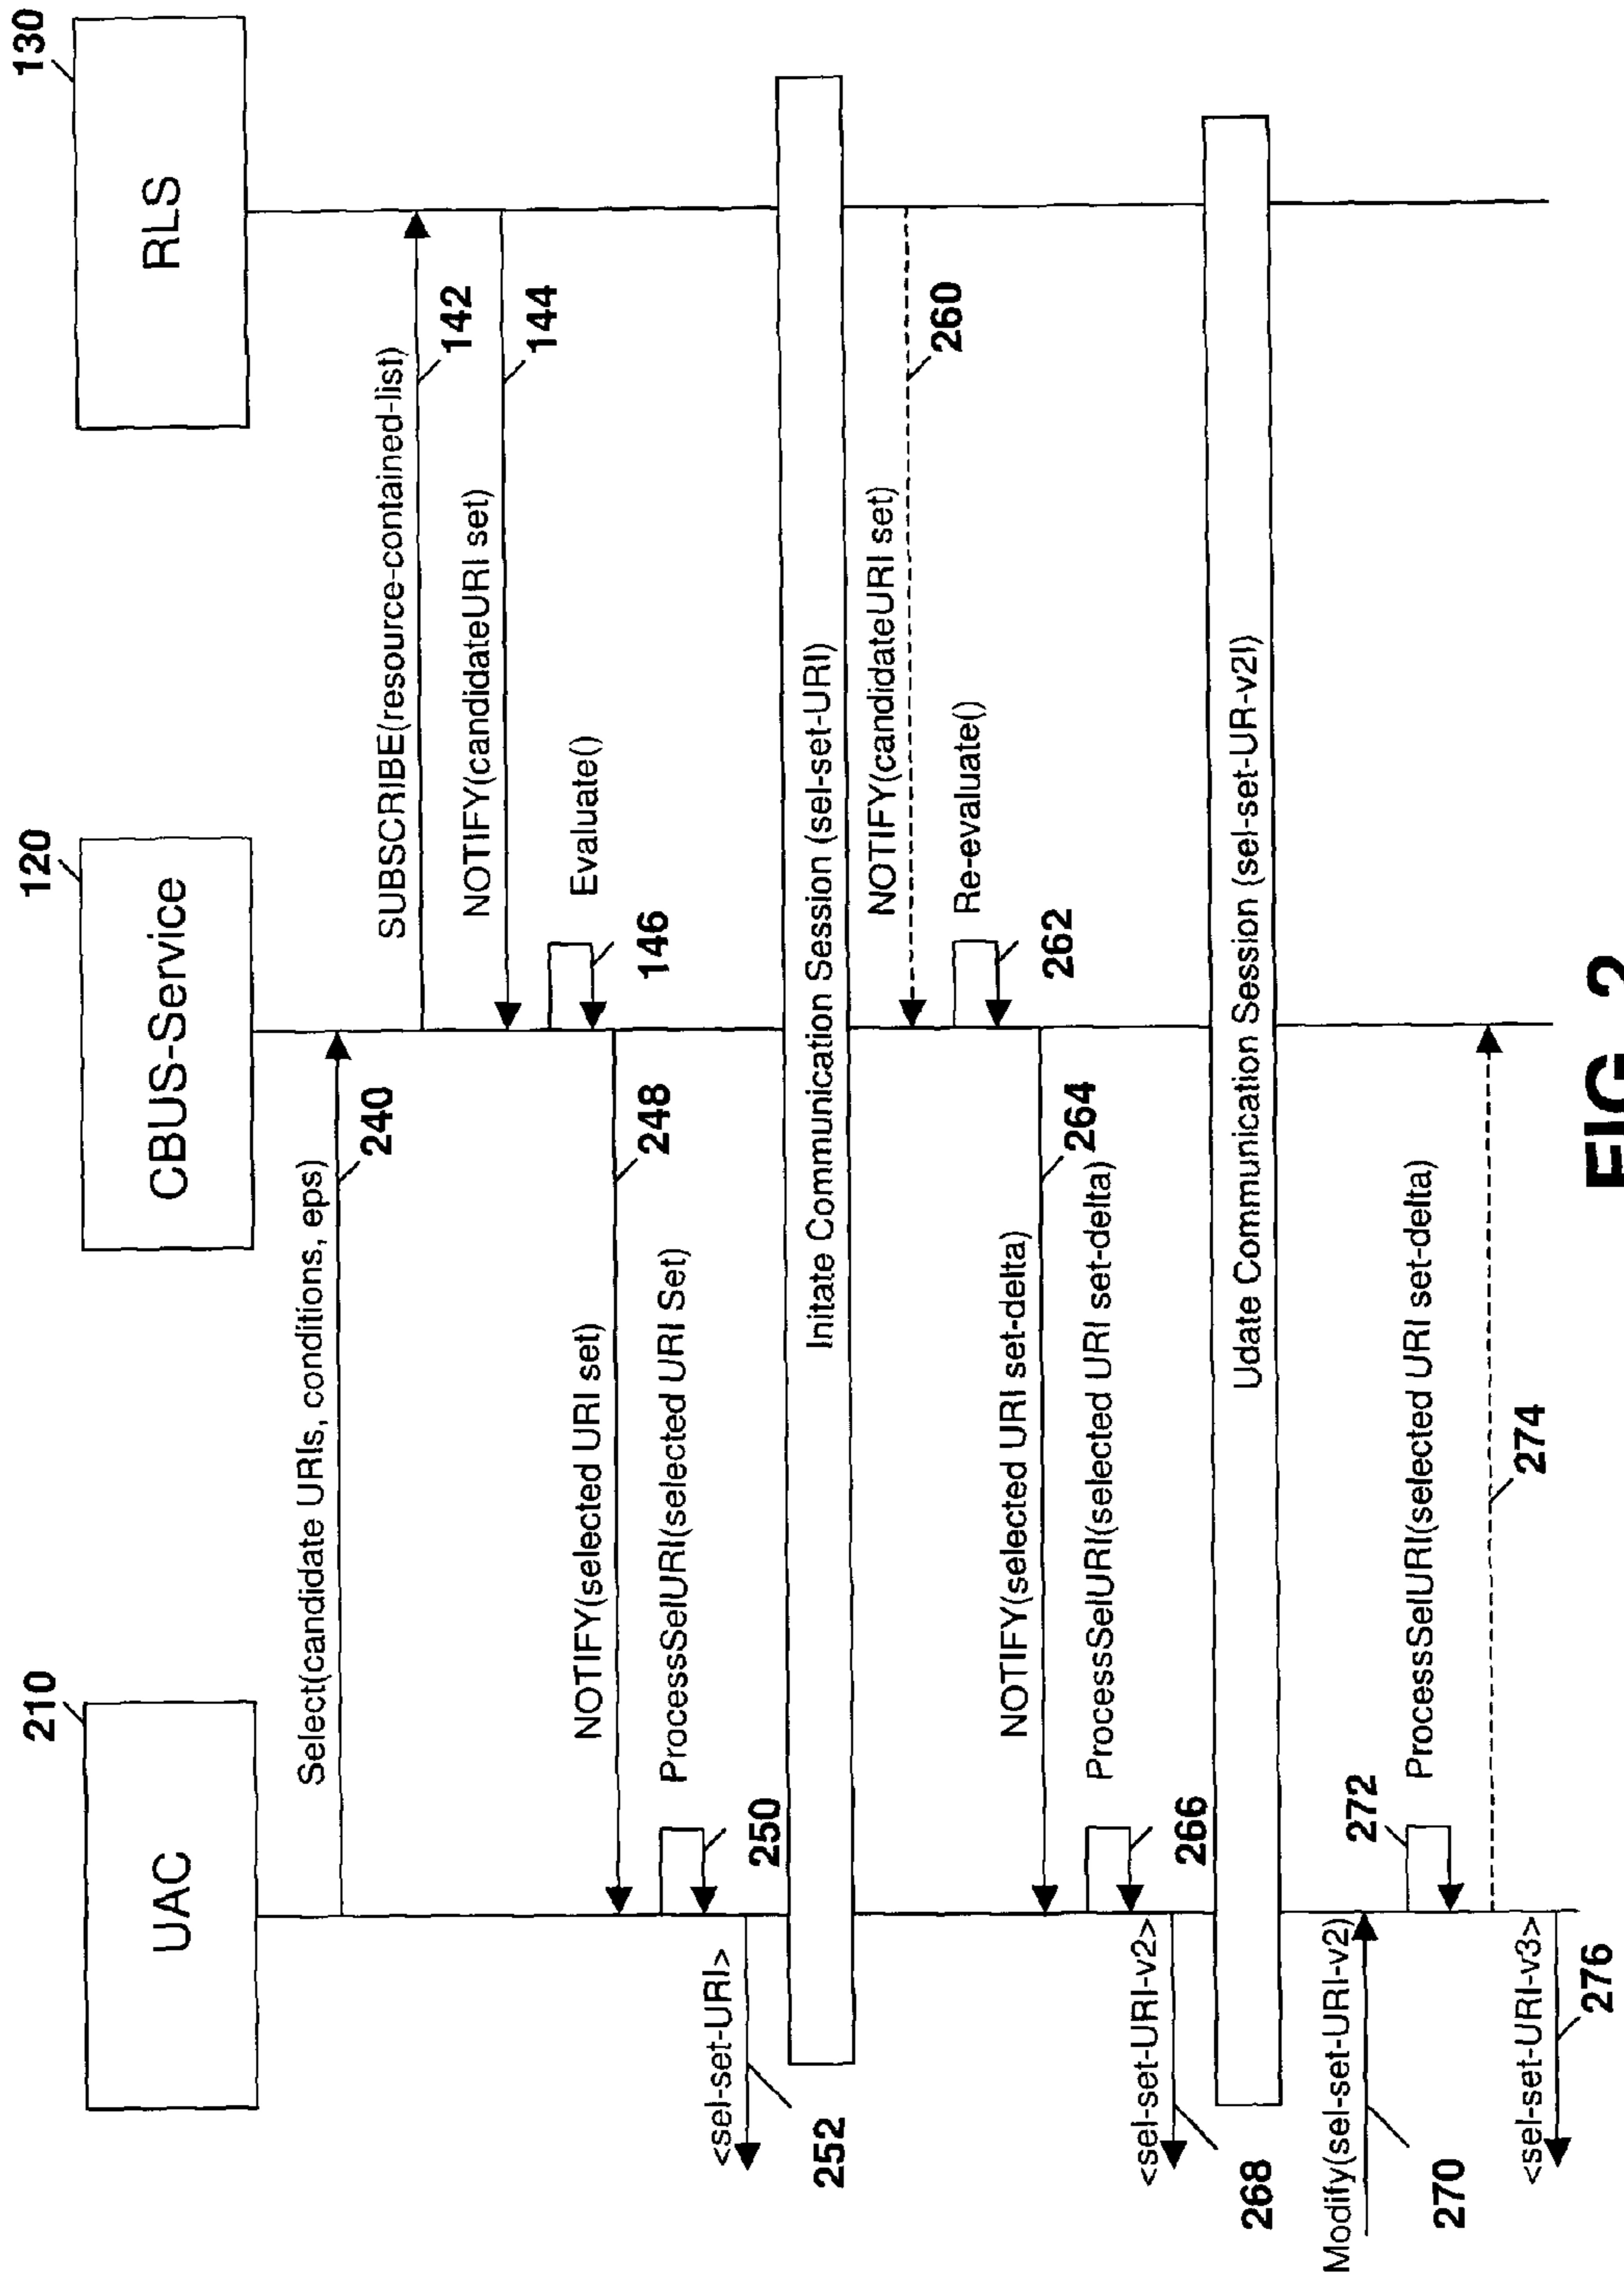 210
UAC
120
CBUS-Service
130
RLS
Select(candidate URIs, conditions, eps)
240
SUBSCRIBE(resource-contained-list)
142
NOTIFY(candidateURI set)
144
Evaluate()
146
NOTIFY(selected URI set)
248
ProcessSelURI(selected URI Set)
250
<sel-set-URI>
252
Initate Communication Session (sel-set-URI)
NOTIFY(candidateURI set)
260
Re-evaluate()
262
NOTIFY(selected URI set-delta)
264
ProcessSelURI(selected URI set-delta)
266
<sel-set-URI-v2>
268
Udate Communication Session (sel-set-UR-v2I)
Modify(sel-set-URI-v2)
270
272
ProcessSelURI(selected URI set-delta)
274
<sel-set-URI-v3>
276
FIG. 2